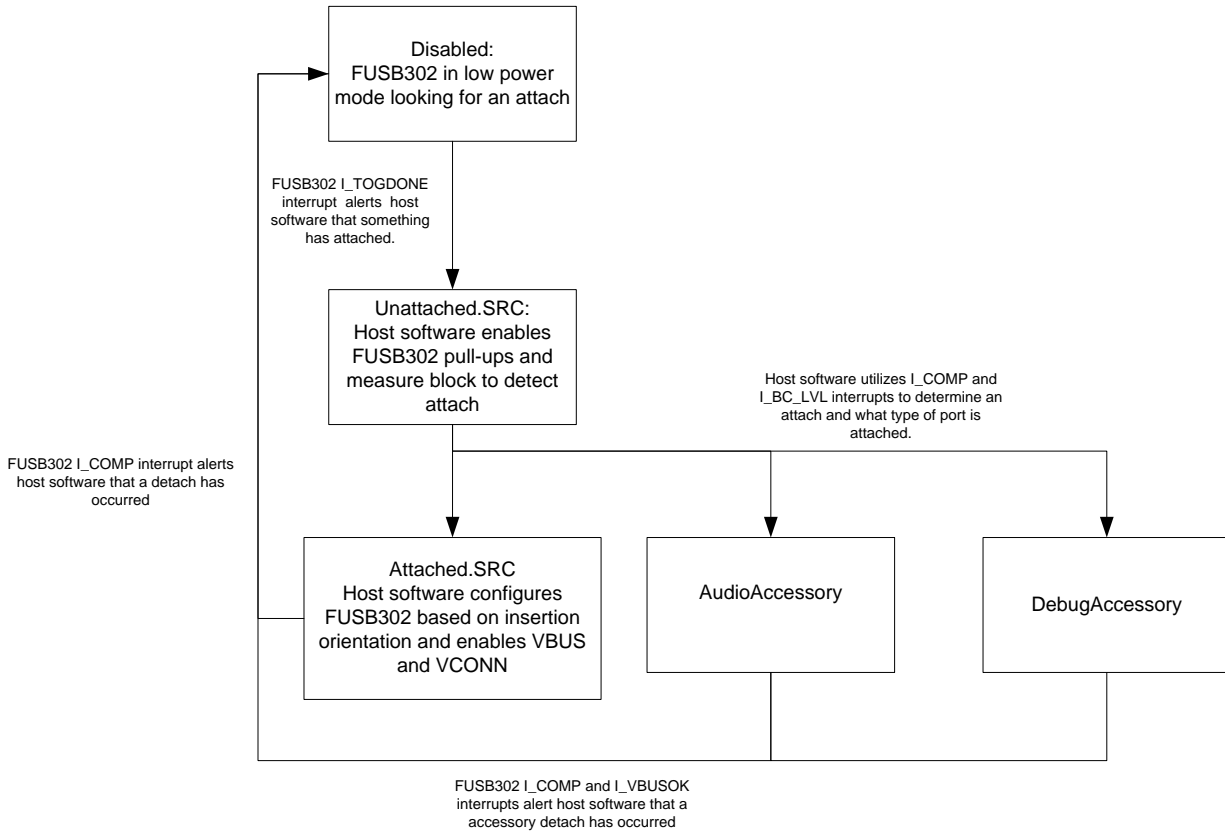 Disabled:
FUSB302 in low power
mode looking for an attach
FUSB302 I_TOGDONE
interrupt alerts host
software that something
has attached.
Unattached.SRC:
Host software enables
FUSB302 pull-ups and
measure block to detect
attach
Host software utilizes I_COMP and
I_BC_LVL interrupts to determine an
attach and what type of port is
attached.
FUSB302 I_COMP interrupt alerts
host software that a detach has
occurred
Attached.SRC
Host software configures
FUSB302 based on insertion
orientation and enables VBUS
and VCONN
AudioAccessory
DebugAccessory
FUSB302 I_COMP and I_VBUSOK
interrupts alert host software that a
accessory detach has occurred